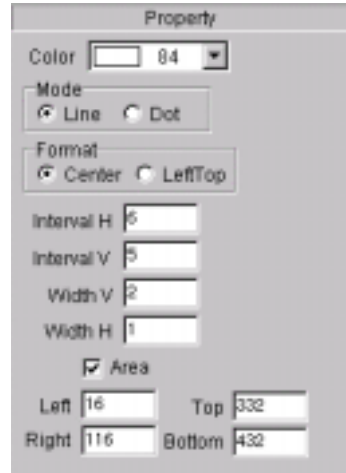 Property
Color 84
Mode
Line Dot
Format
Center LeftTop
Interval H 6
Interval V 5
Width V 2
Width H 1
Area
Left 16 Top 332
Right 116 Bottom 432